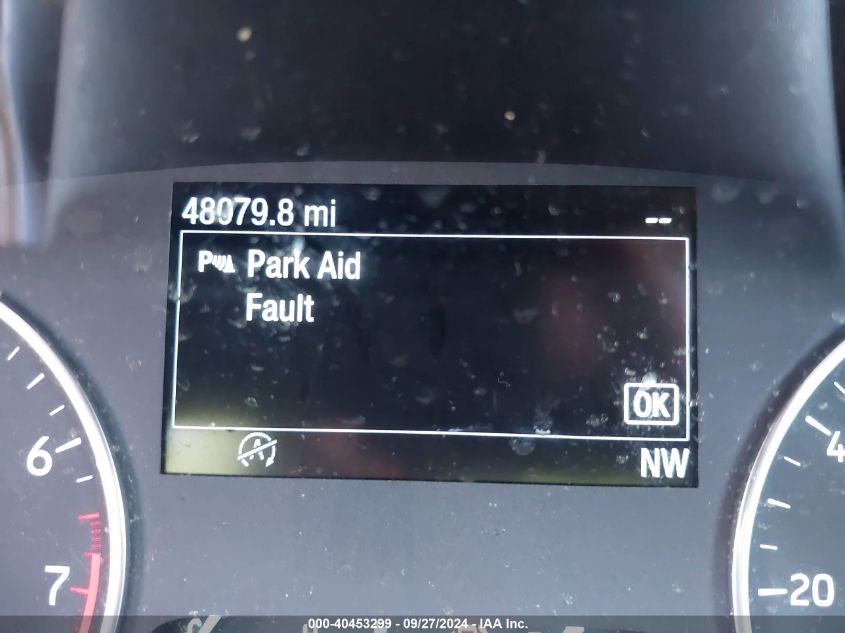 48079.8 mi --
P Park Aid
Fault
OK
A
NW
6
7
4
20
000-40453299 - 09/27/2024 - IAA Inc.